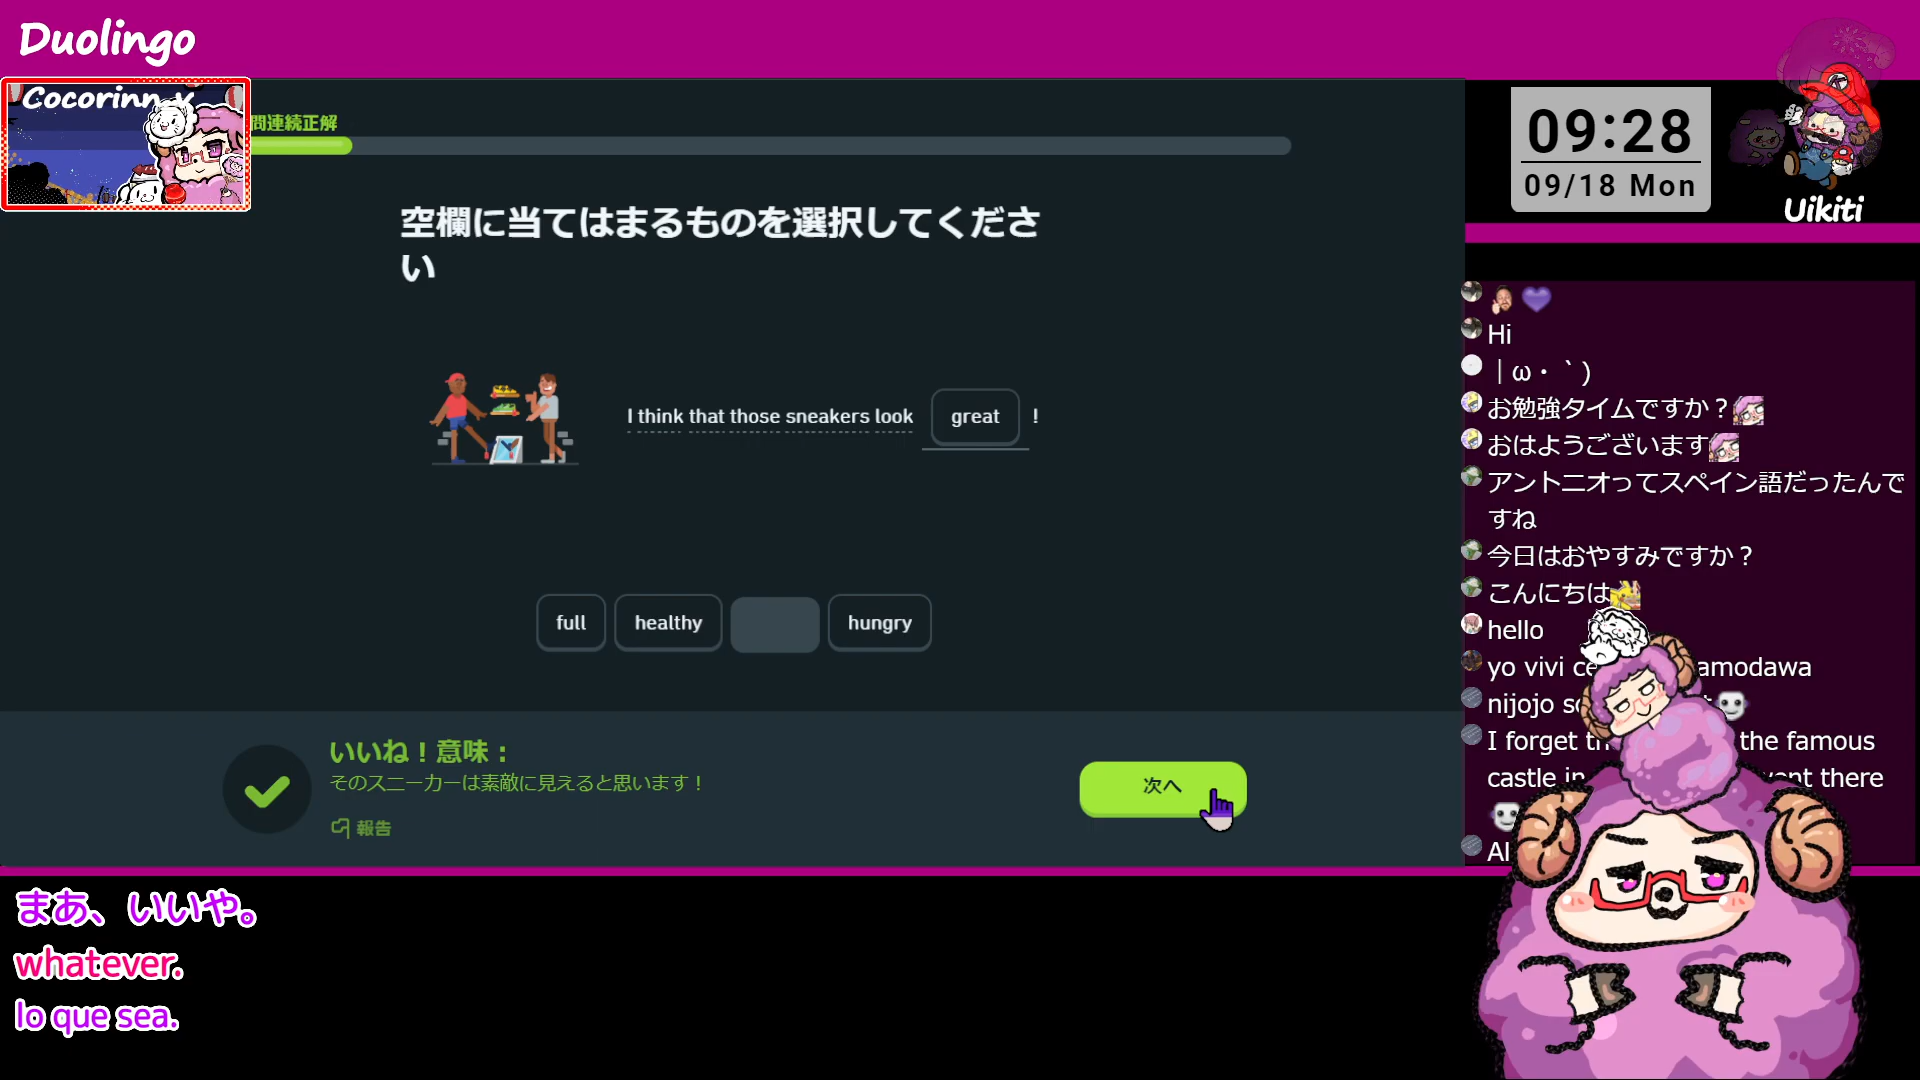 Duolingo
Cocorinn_y
問連続正解
09:28
09/18 Mon
Uikiti
空欄に当てはまるものを選択してくださ
い
I think that those sneakers look great !
full healthy hungry
いいね！意味：
そのスニーカーは素敵に見えると思います！
報告
次へ
Hi
｜ω・｀)
お勉強タイムですか？
おはようございます
アントニオってスペイン語だったんで
すね
今日はおやすみですか？
こんにちは
hello
yo vivi amodawa
nijojo
I forget the famous
castle in there
まあ、いいや。
whatever.
lo que sea.